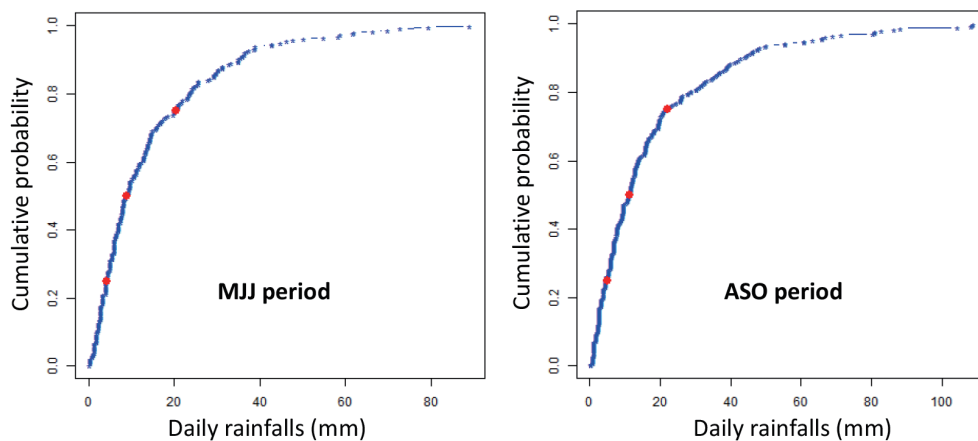 Cumulative probability
1.0
0.8
0.6
0.4
0.2
0.0
MJJ period
0 20 40 60 80
Daily rainfalls (mm)
Cumulative probability
1.0
0.8
0.6
0.4
0.2
0.0
ASO period
0 20 40 60 80 100
Daily rainfalls (mm)